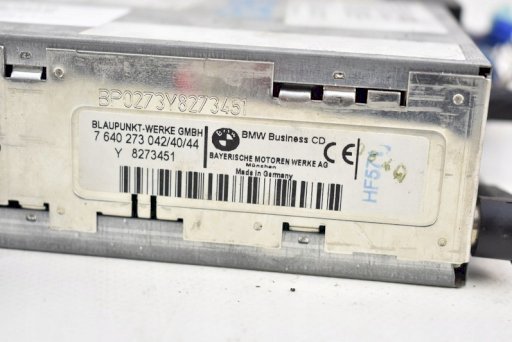 BP0273Y8273451
BLAUPUNKT-WERKE GMBH
7 640 273 042/40/44
Y 8273451
BMW
BMW Business CD
BAYERISCHE MOTOREN WERKE AG
München
Made in Germany
CE